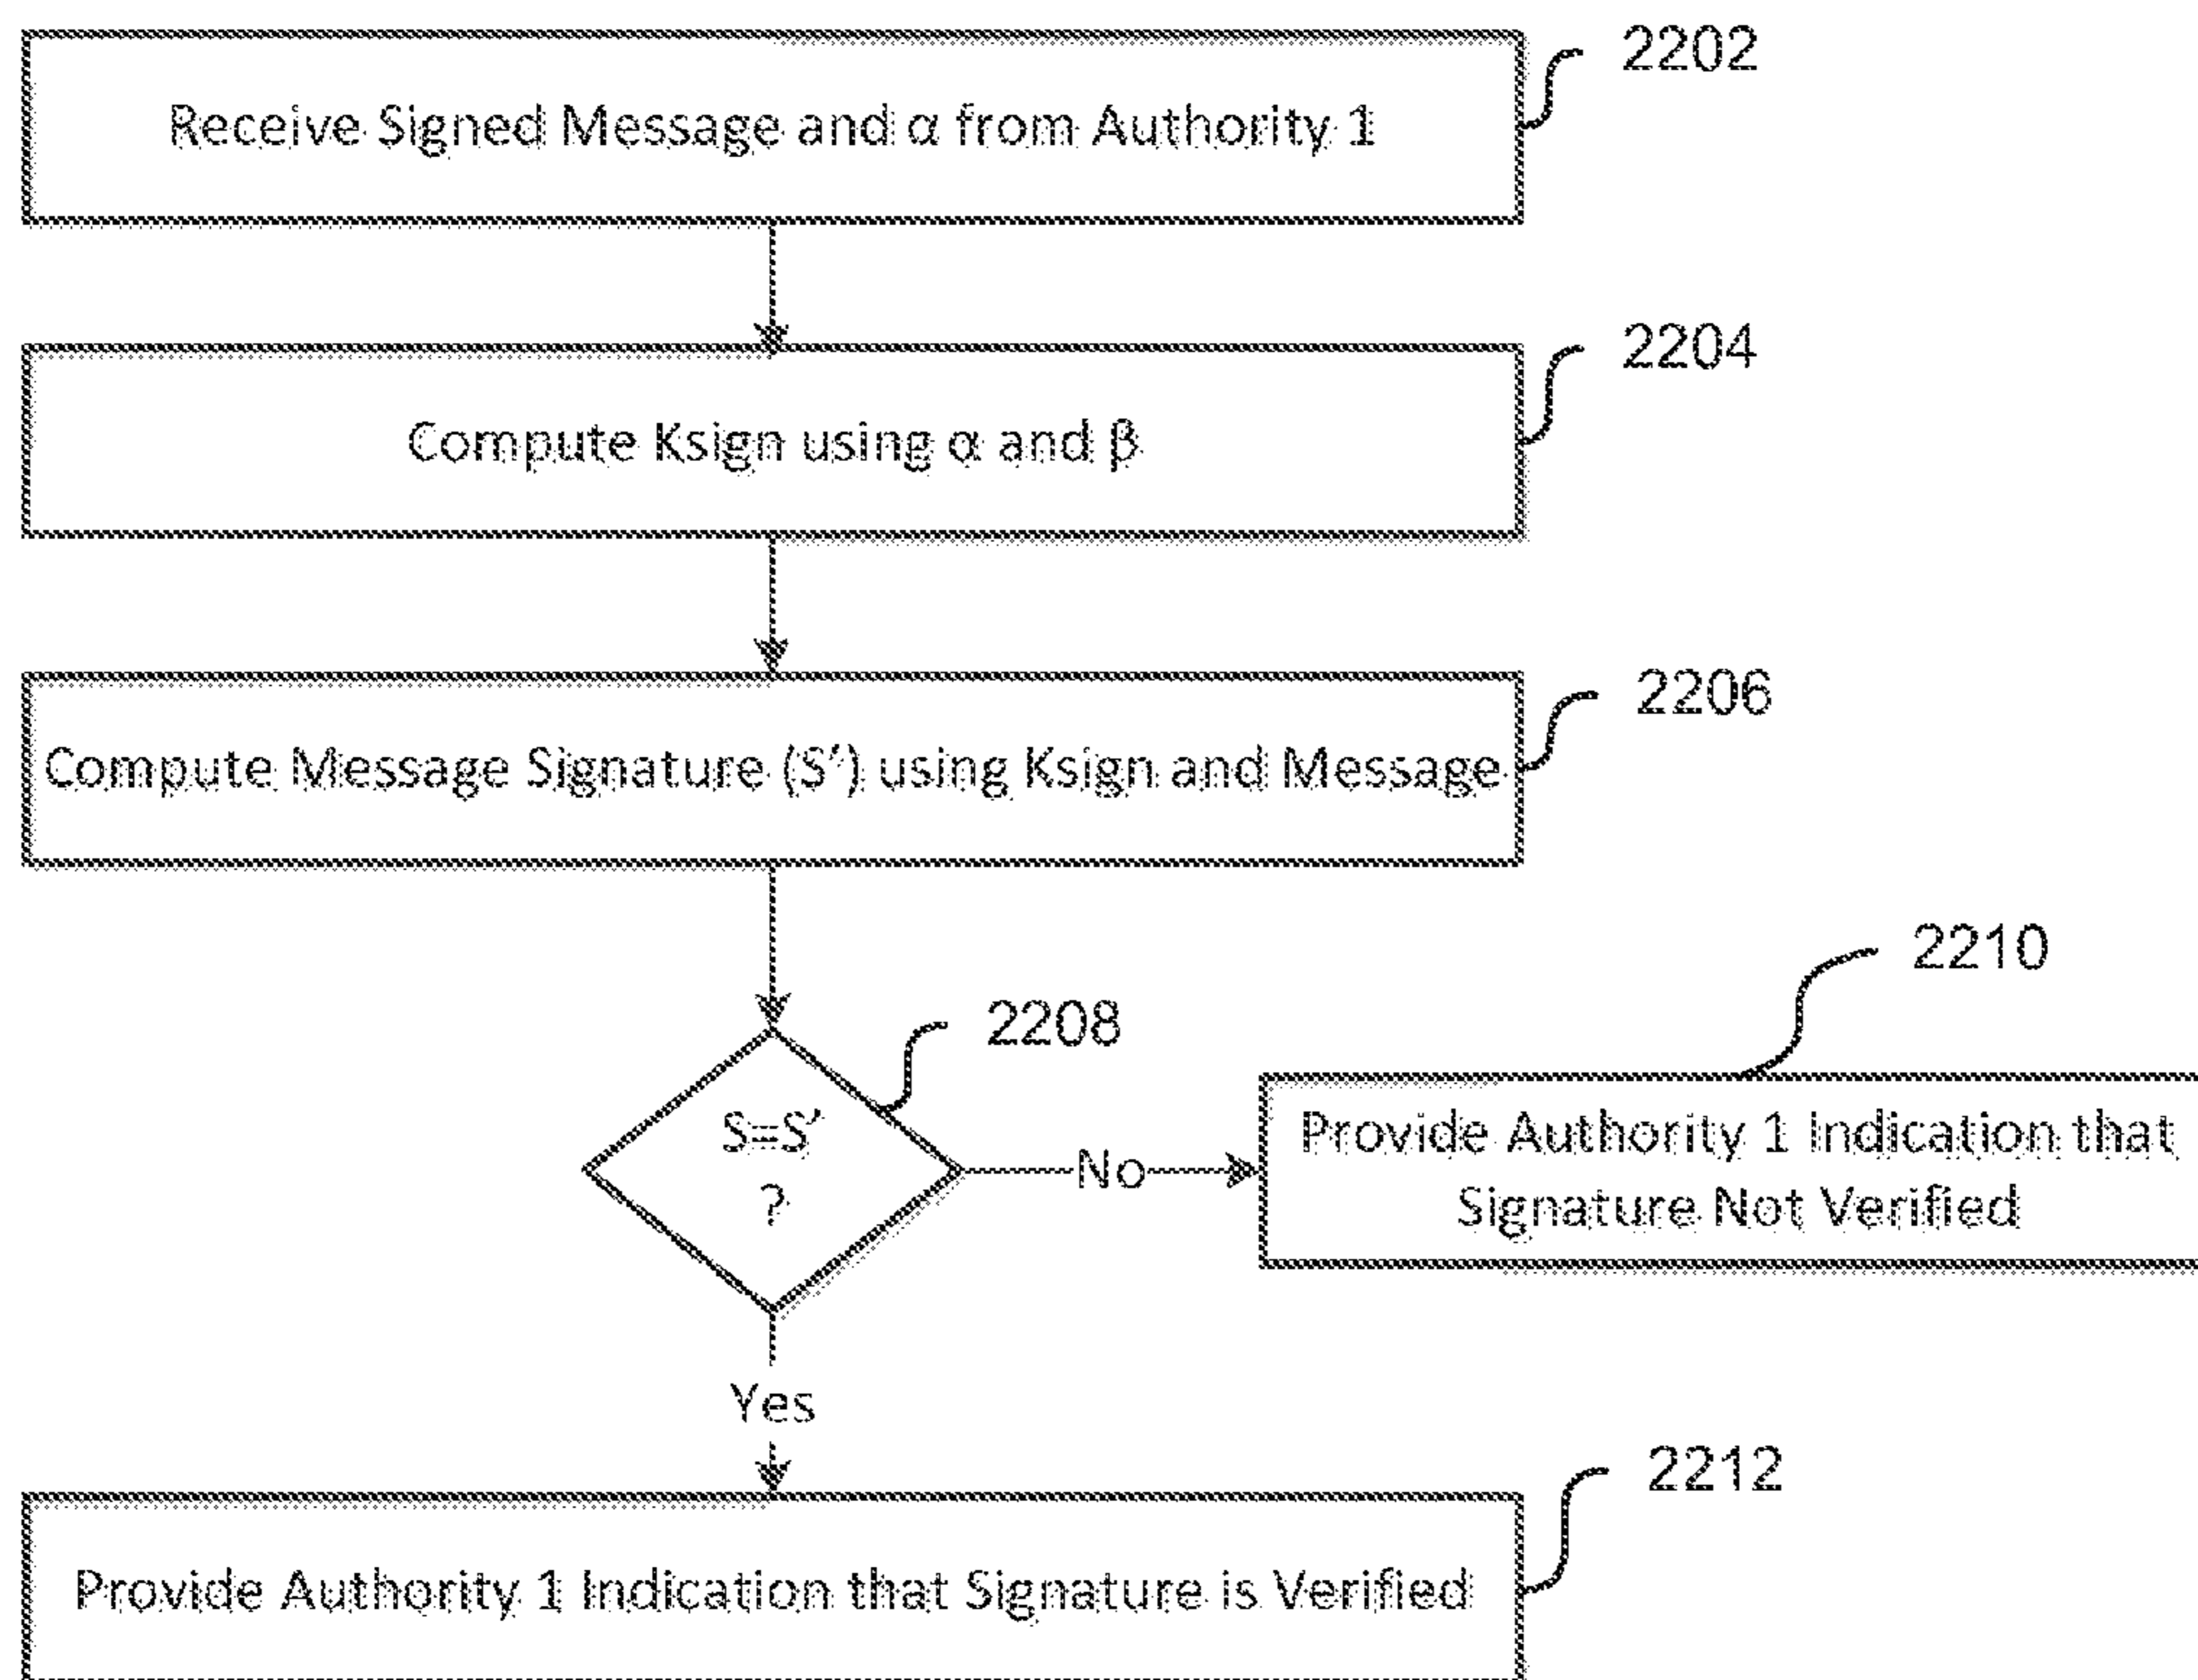 2202
Receive Signed Message and α from Authority 1
2204
Compute Ksign using α and β
2206
Compute Message Signature (S’) using Ksign and Message
2208
S=S’
?
2210
No
Provide Authority 1 Indication that
Signature Not Verified
Yes
2212
Provide Authority 1 Indication that Signature is Verified